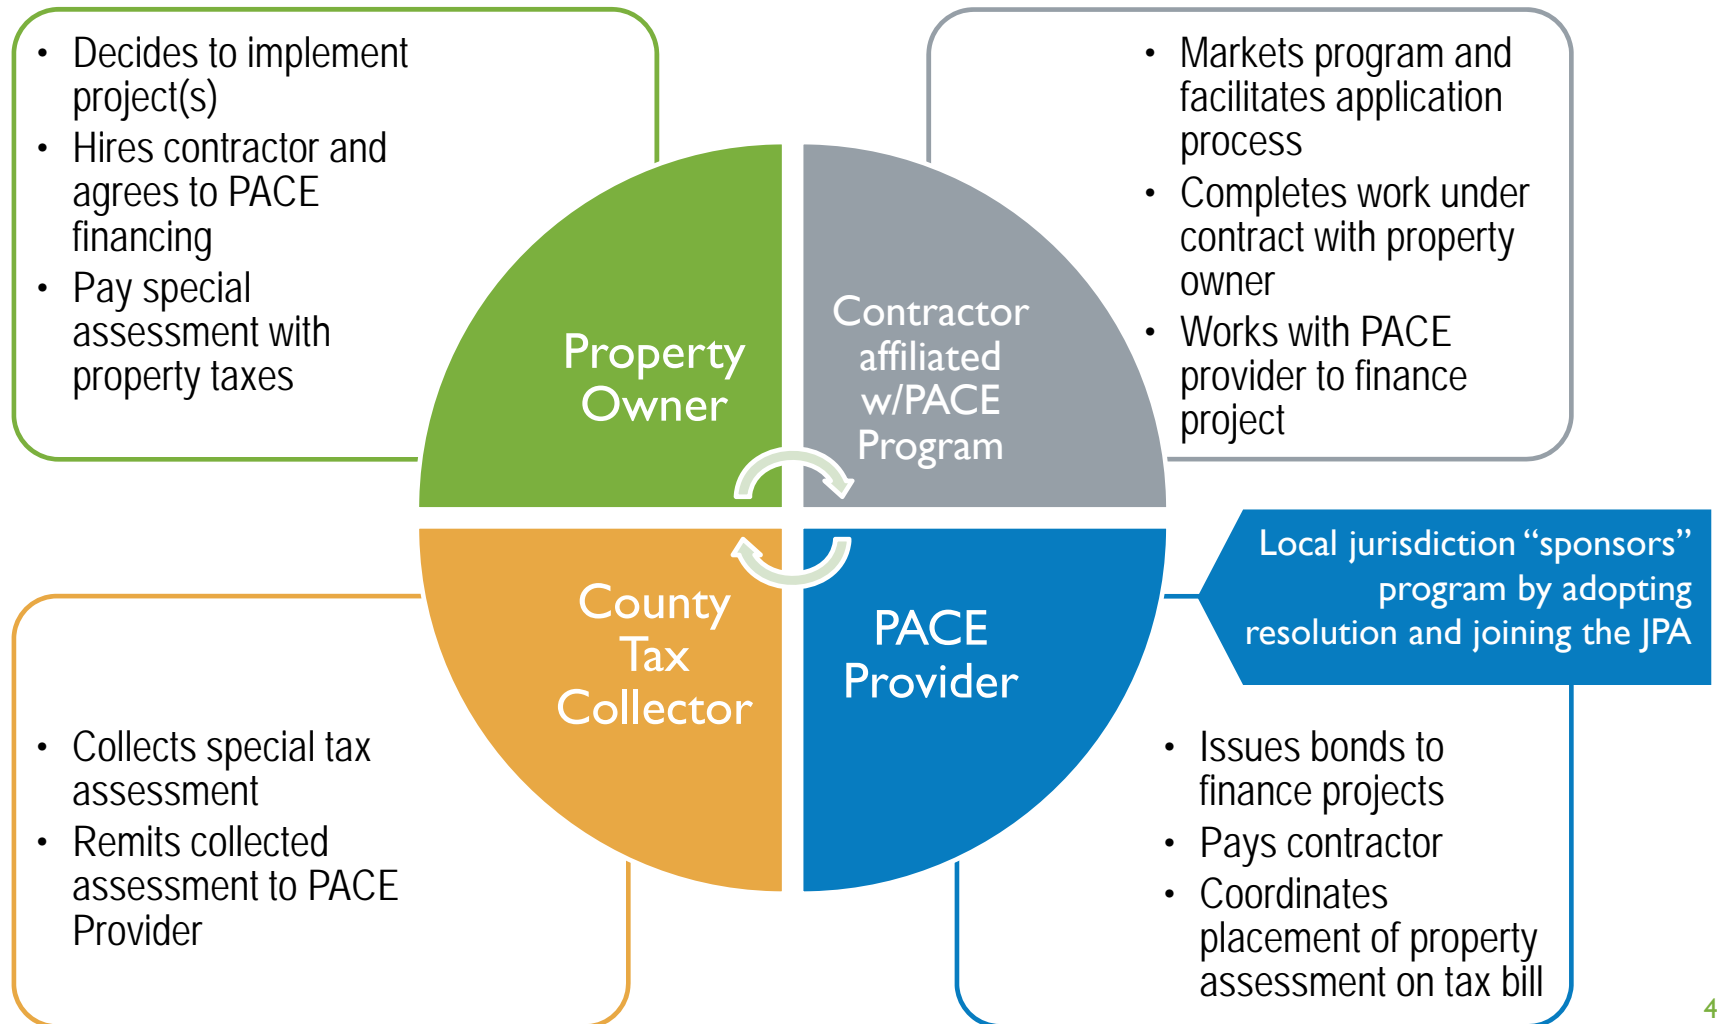 • Decides to implement
project(s)
• Hires contractor and
agrees to PACE
financing
• Pay special
assessment with
property taxes
Property
Owner
Contractor
affiliated
w/PACE
Program
• Markets program and
facilitates application
process
• Completes work under
contract with property
owner
• Works with PACE
provider to finance
project
County
Tax
Collector
• Collects special tax
assessment
• Remits collected
assessment to PACE
Provider
PACE
Provider
Local jurisdiction “sponsors”
program by adopting
resolution and joining the JPA
• Issues bonds to
finance projects
• Pays contractor
• Coordinates
placement of property
assessment on tax bill
4